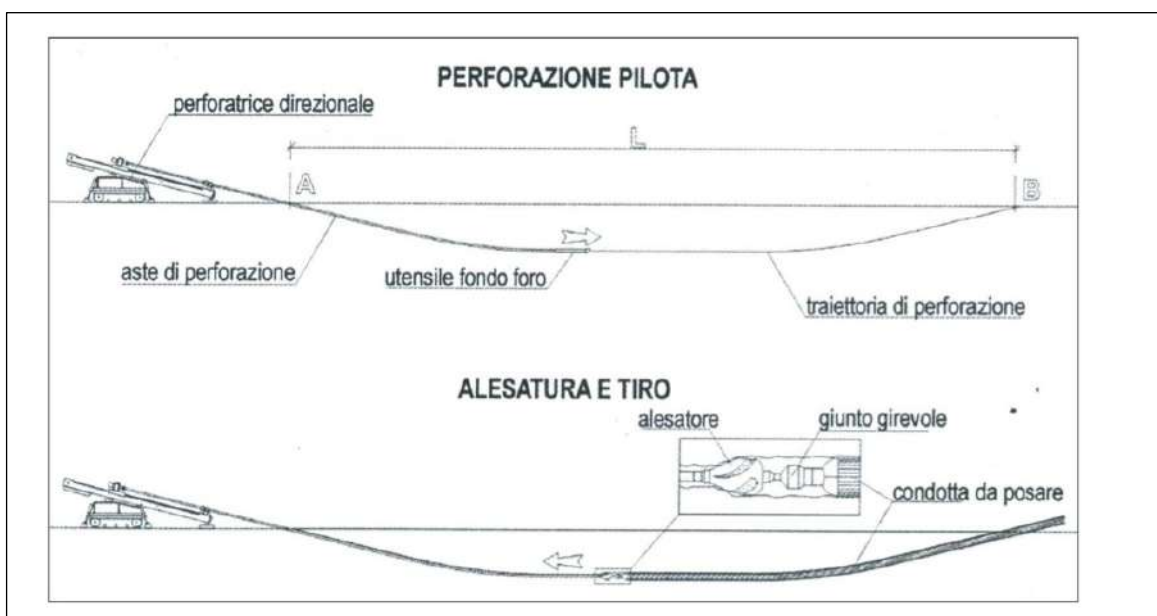 PERFORAZIONE PILOTA
perforatrice direzionale
L
A
B
aste di perforazione
utensile fondo foro
traiettoria di perforazione
ALESATURA E TIRO
alesatore
giunto girevole
condotta da posare